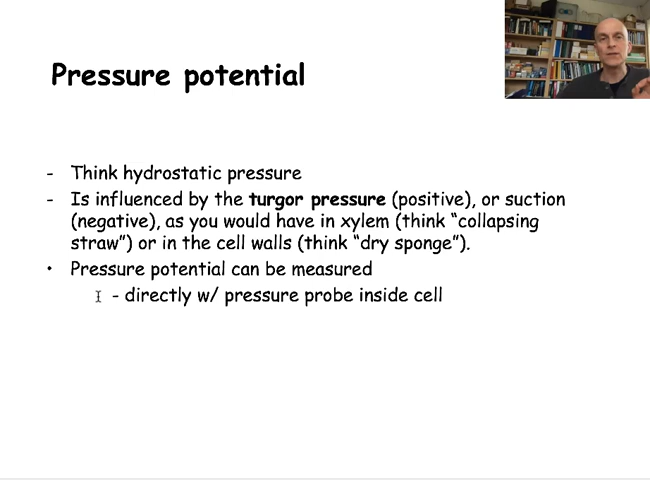 Pressure potential
- Think hydrostatic pressure
- Is influenced by the turgor pressure (positive), or suction
(negative), as you would have in xylem (think “collapsing
straw”) or in the cell walls (think “dry sponge”).
• Pressure potential can be measured
- directly w/ pressure probe inside cell